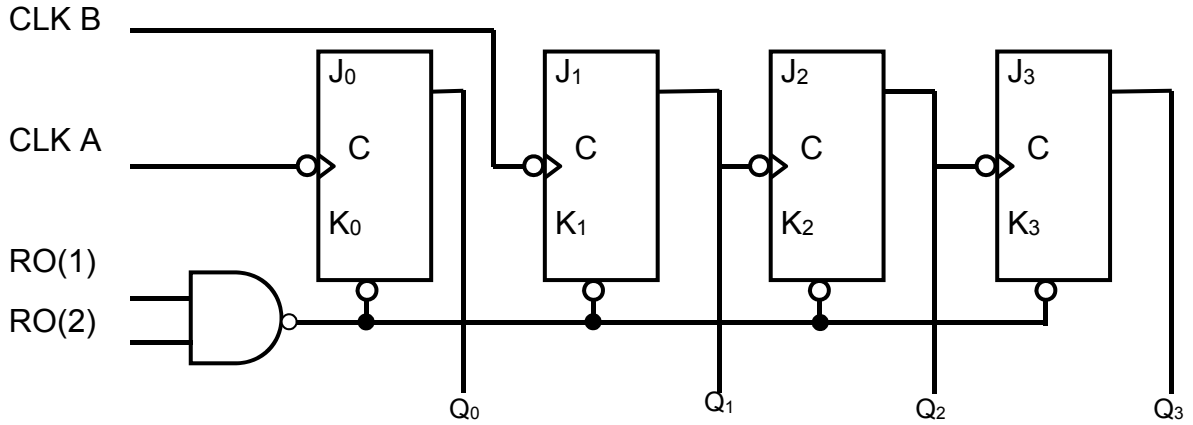 CLK B
J₀ J₁ J₂ J₃
CLK A
C C C C
K₀ K₁ K₂ K₃
RO(1)
RO(2)
Q₀ Q₁ Q₂ Q₃